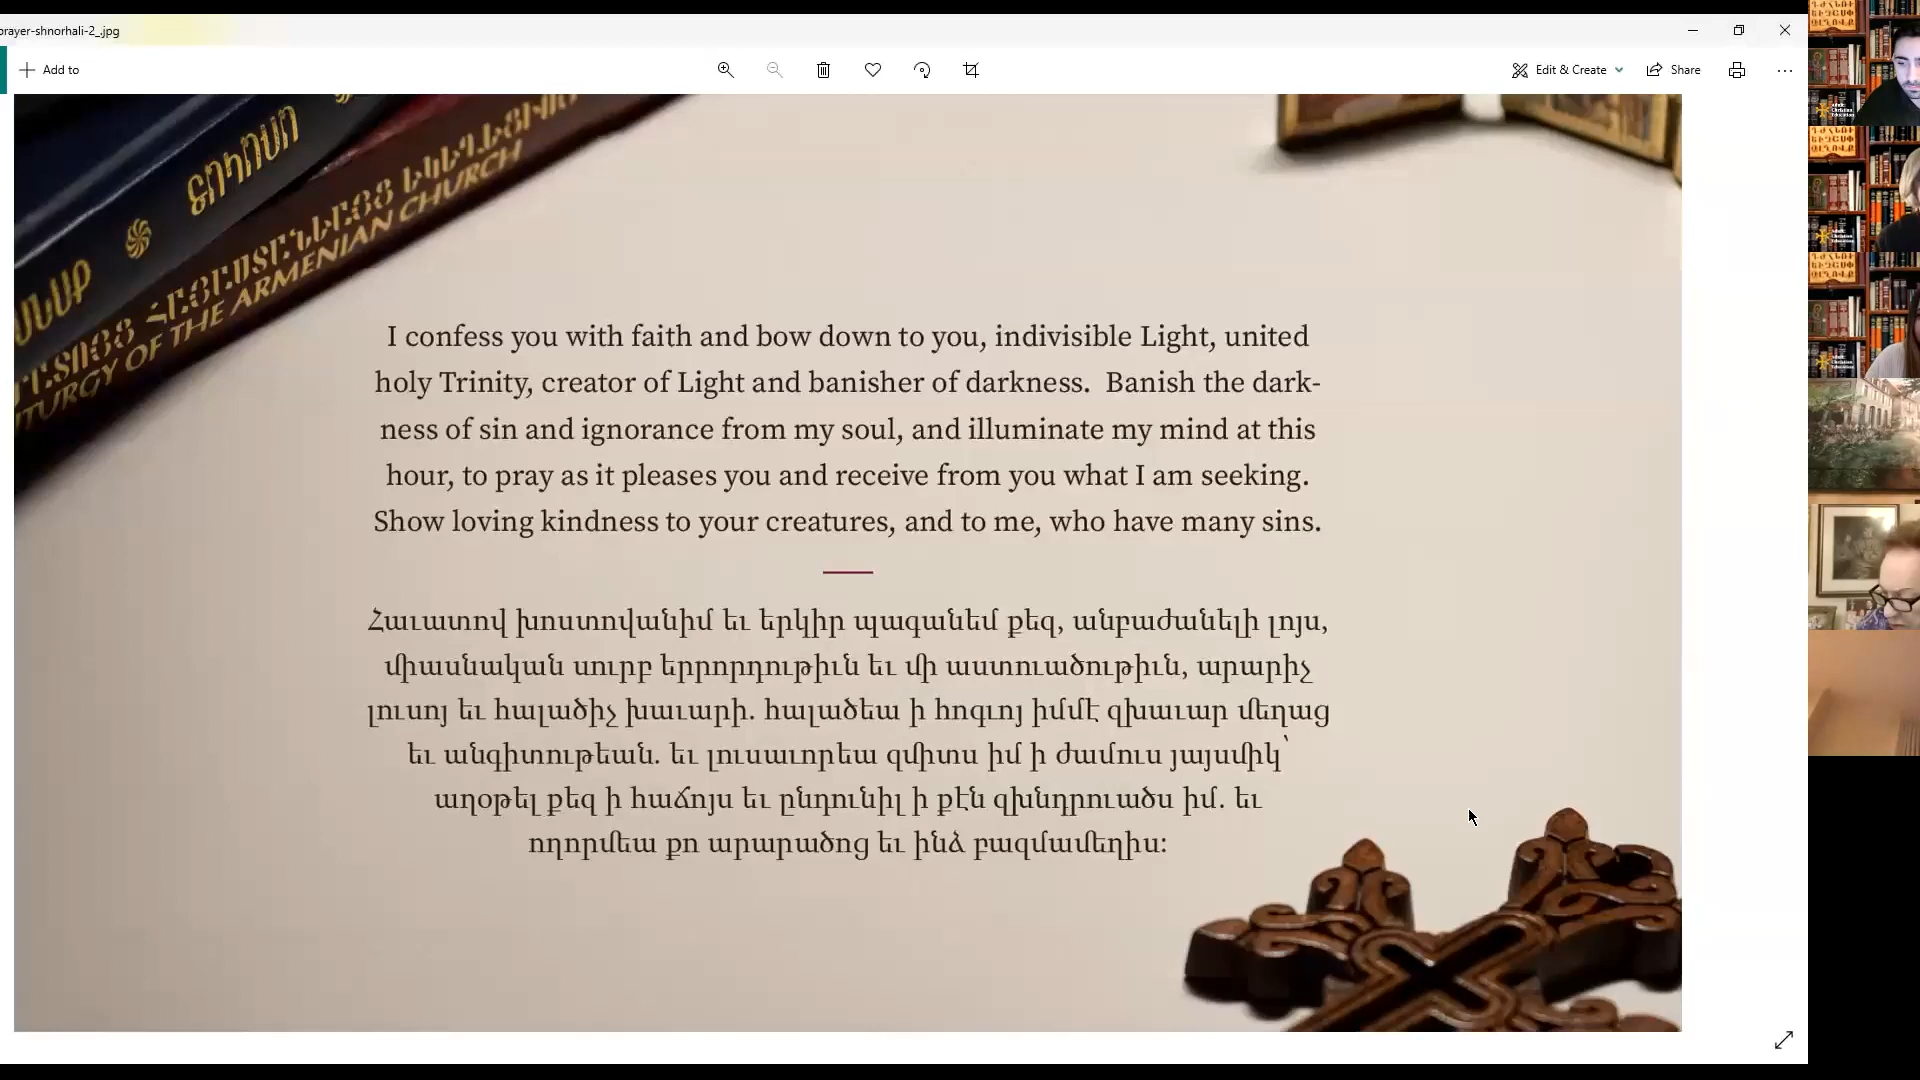 prayer-shnorhali-2_.jpg
Add to
Edit & Create
Share
LITURGY OF THE ARMENIAN CHURCH
I confess you with faith and bow down to you, indivisible Light, united
holy Trinity, creator of Light and banisher of darkness. Banish the dark-
ness of sin and ignorance from my soul, and illuminate my mind at this
hour, to pray as it pleases you and receive from you what I am seeking.
Show loving kindness to your creatures, and to me, who have many sins.
Հաւատով խոստովանիմ եւ երկիր պագանեմ քեզ, անբաժանելի լոյս,
միասնական սուրբ երրորդութիւն եւ մի աստուածութիւն, արարիչ
լուսոյ եւ հալածիչ խաւարի. հալածեա ի հոգւոյ իմմէ զխաւար մեղաց
եւ անգիտութեան. եւ լուսաւորեա զմիտս իմ ի ժամուս յայսմիկ՝
աղօթել քեզ ի հաճոյս եւ ընդունիլ ի քէն զխնդրուածս իմ. եւ
ողորմեա քո արարածոց եւ ինձ բազմամեղիս: